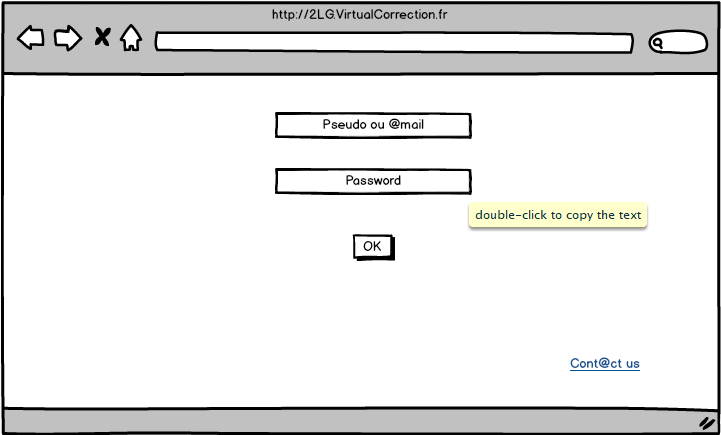 http://2LG.VirtualCorrection.fr
Pseudo ou @mail
Password
double-click to copy the text
OK
Cont@ct us